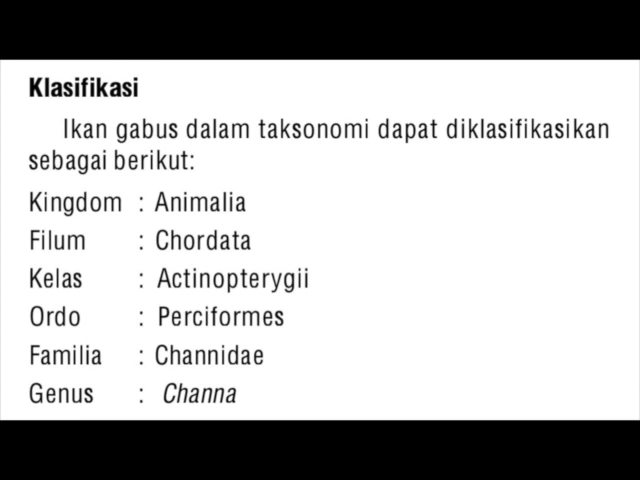 Klasifikasi
Ikan gabus dalam taksonomi dapat diklasifikasikan
sebagai berikut:
Kingdom : Animalia
Filum : Chordata
Kelas : Actinopterygii
Ordo : Perciformes
Familia : Channidae
Genus : Channa